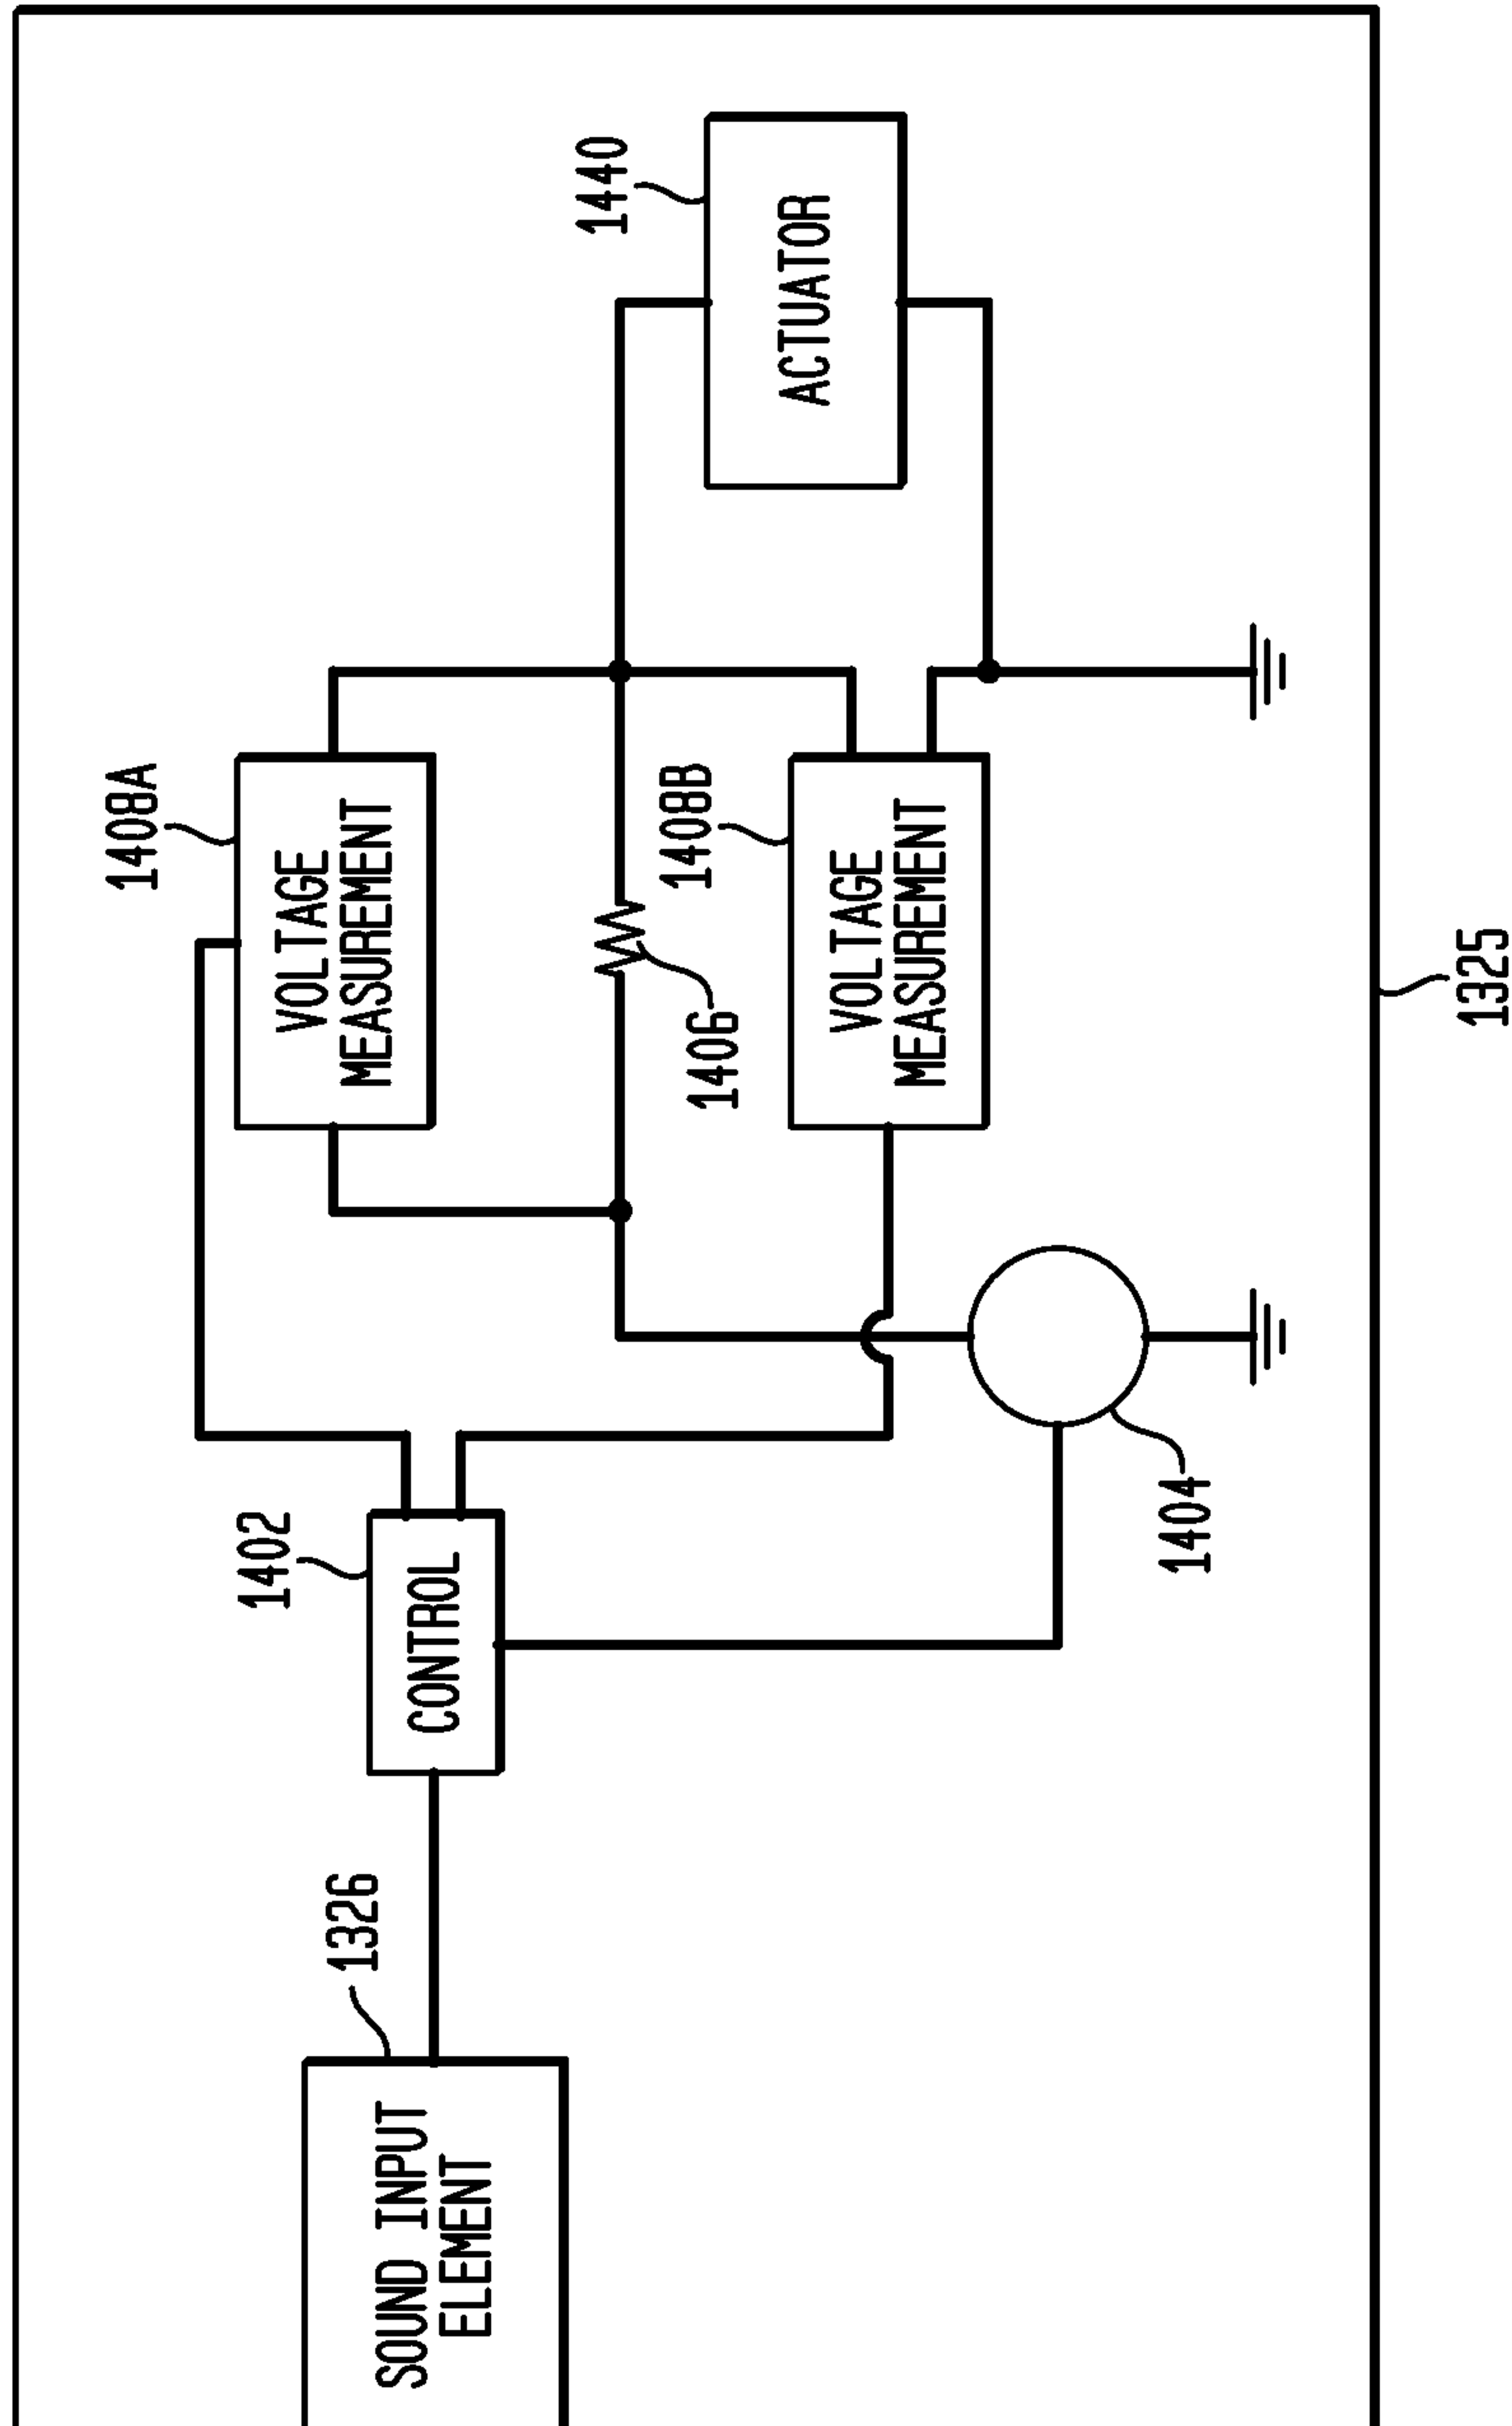 1408A
VOLTAGE
MEASUREMENT
1402
CONTROL
1326
SOUND INPUT
ELEMENT
1440
ACTUATOR
1406
1408B
VOLTAGE
MEASUREMENT
1404
1325